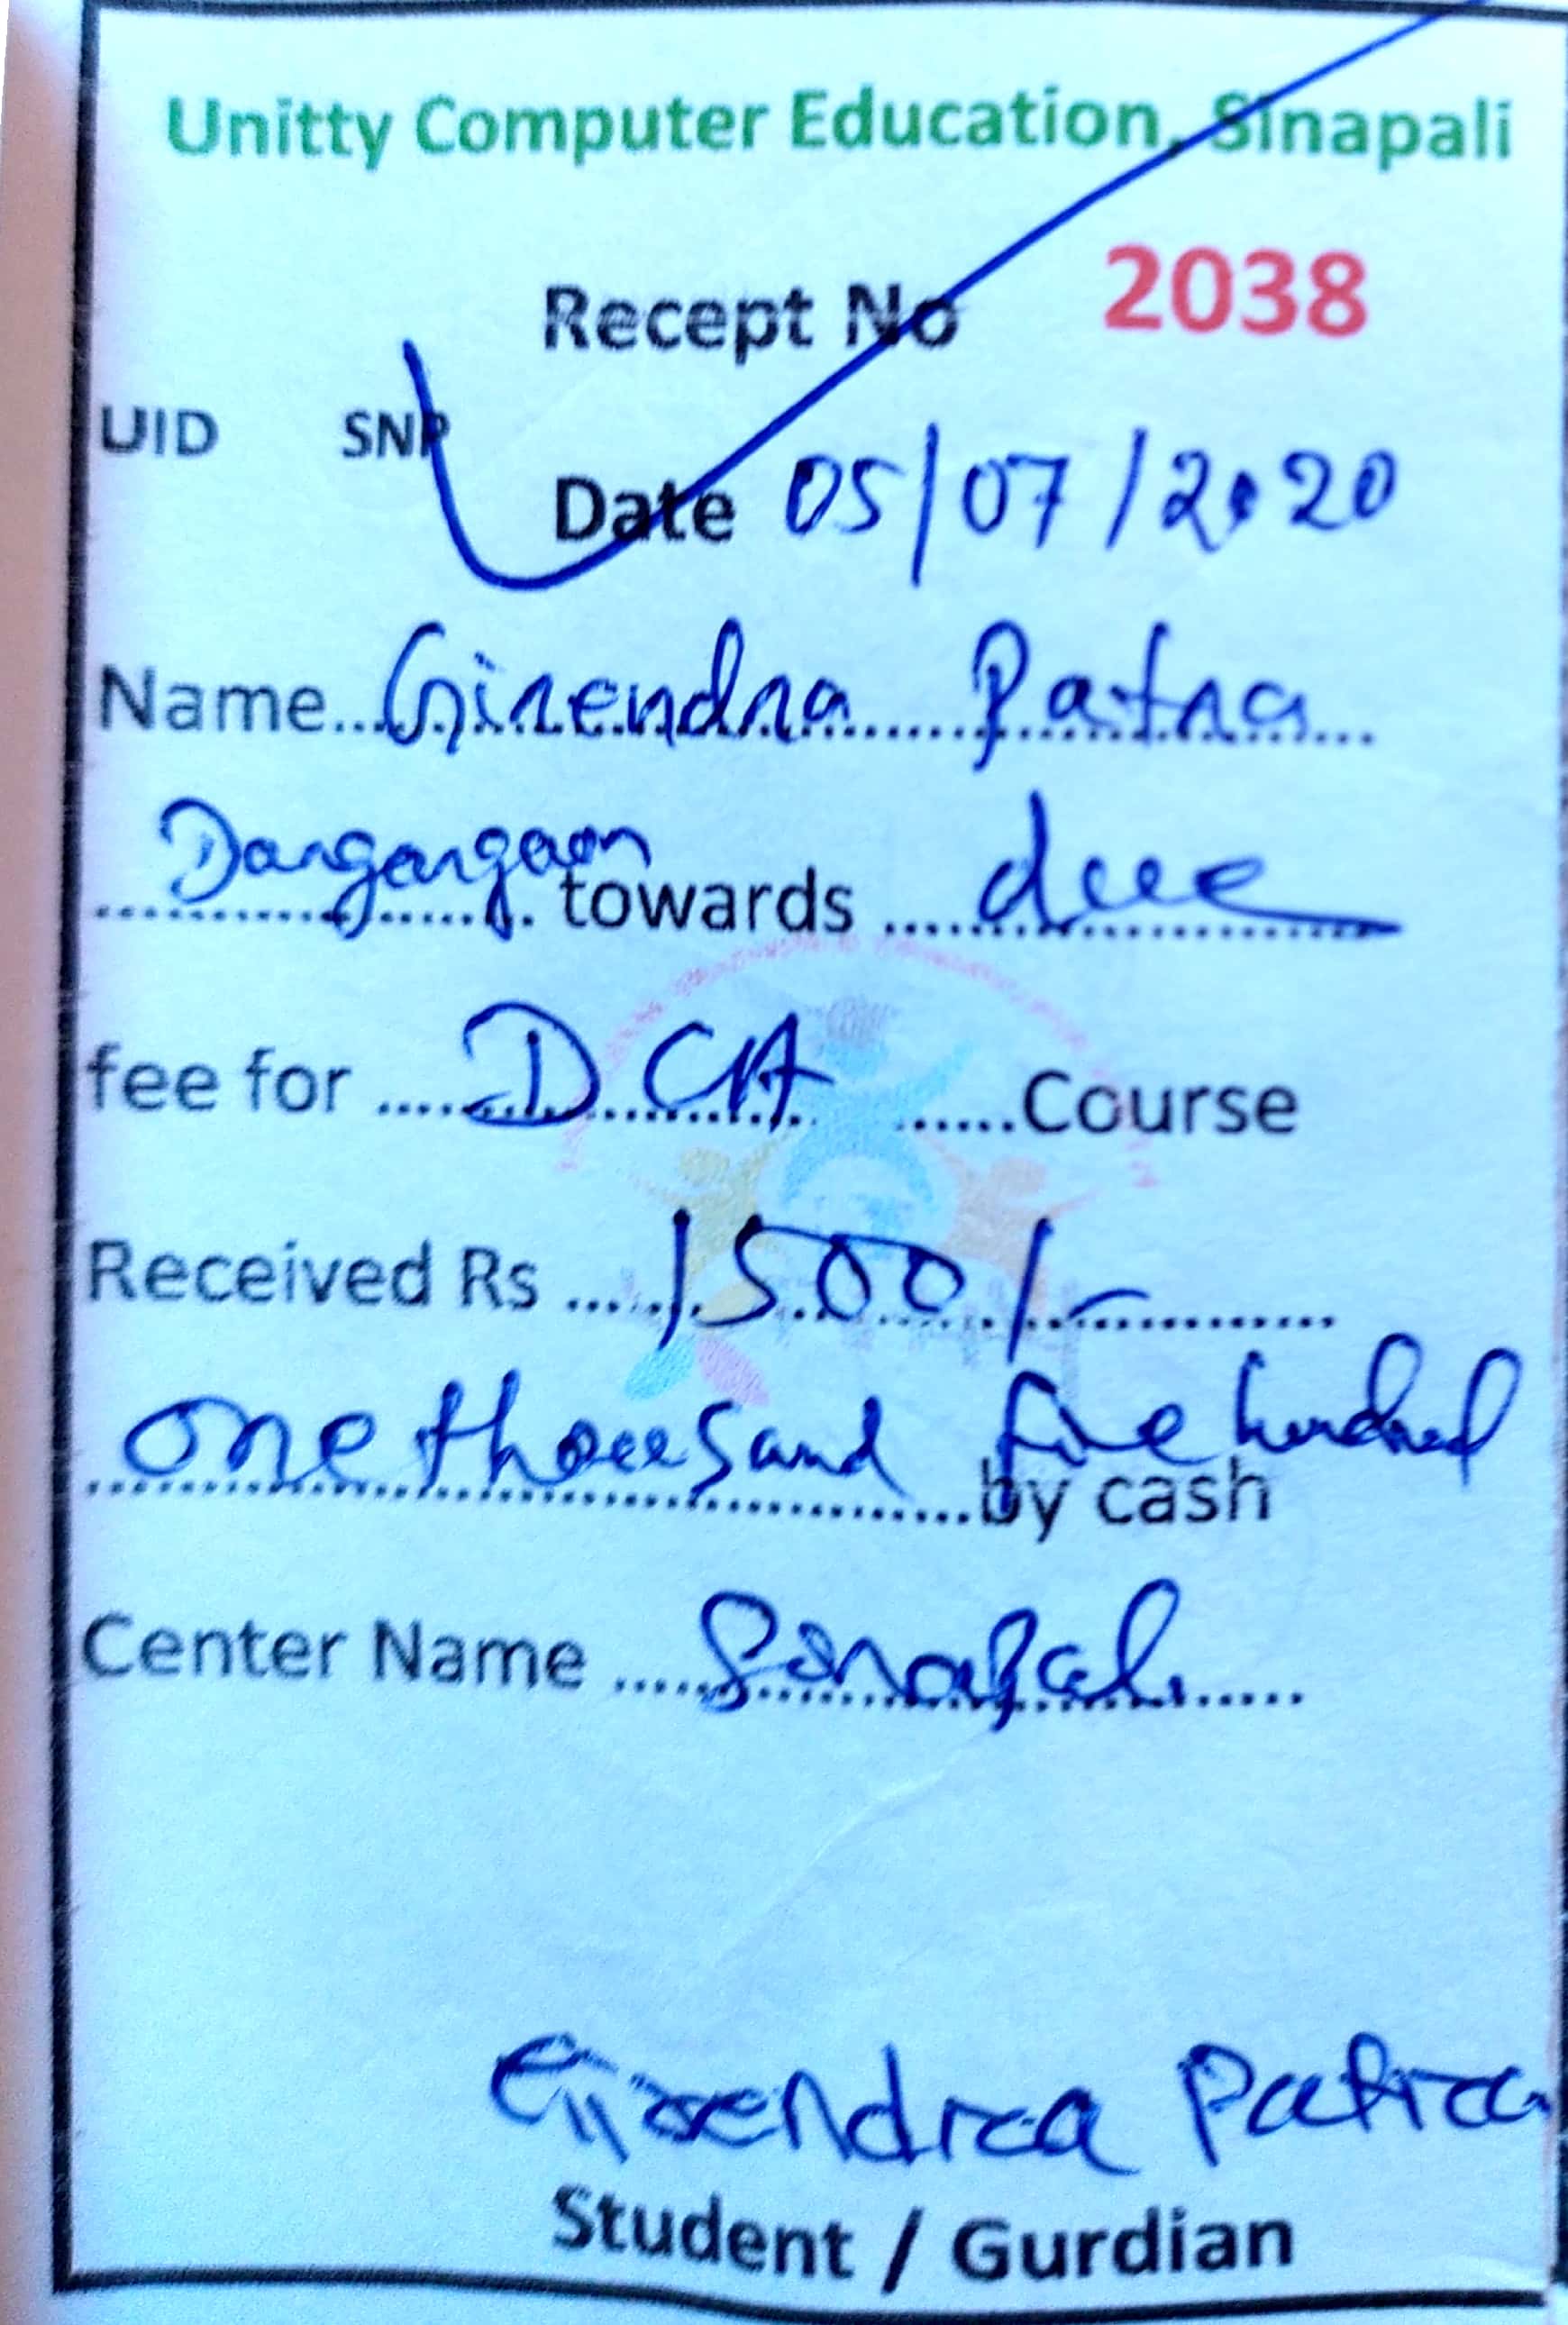 Unitty Computer Education, Sinapali
Recept No 2038
UID SNP
Date 05/07/2020
Name...Girendra Patra...
Dangargaon towards ....due
fee for ....DCA ......Course
Received Rs ......1500/-............
one thousand five hundred
by cash
Center Name .....Sinapali......
Girendra Patra
Student / Gurdian